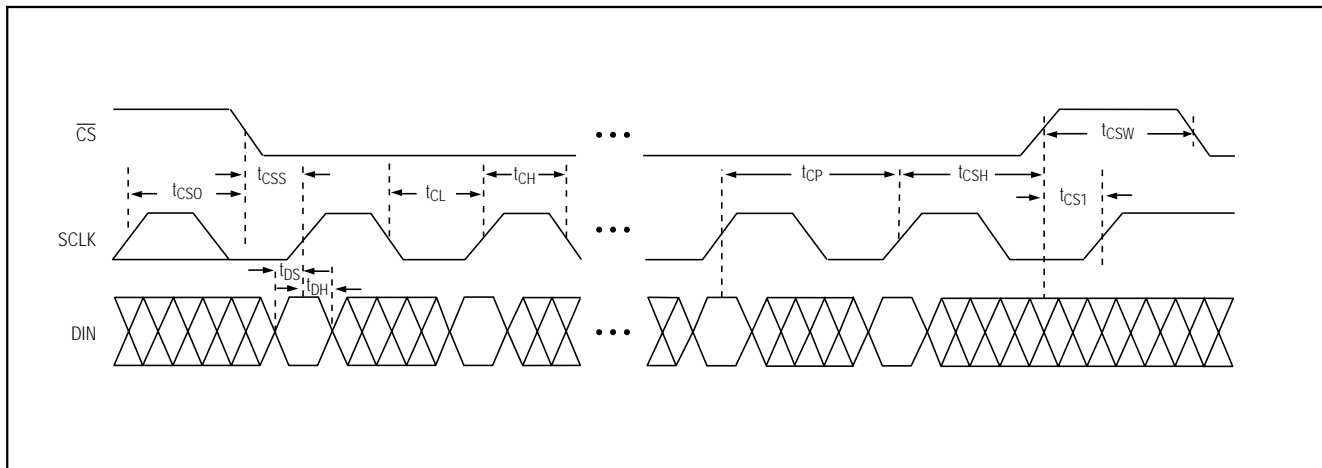 CS
tCSW
tCSS
tCH
tCP
tCSH
tCSO
tCL
tCS1
SCLK
tDS
tDH
DIN